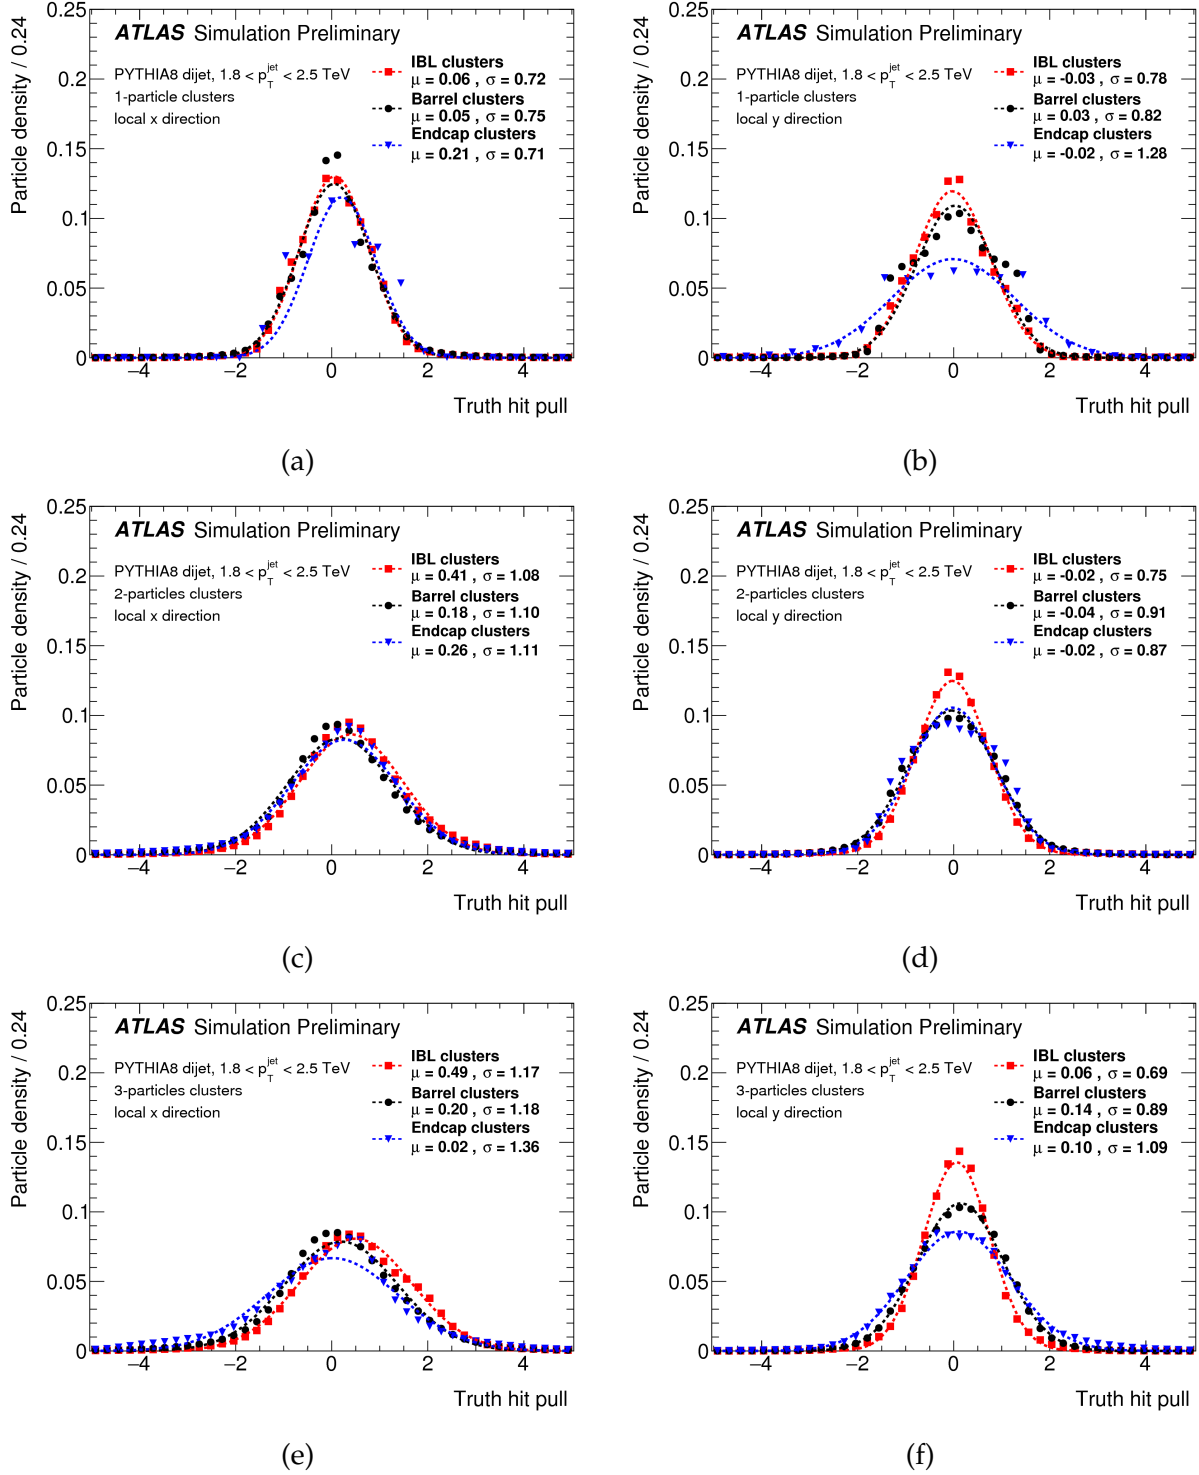 ATLAS Simulation Preliminary
PYTHIA8 dijet, 1.8 < p_T^jet < 2.5 TeV
1-particle clusters
local x direction
IBL clusters
μ = 0.06 , σ = 0.72
Barrel clusters
μ = 0.05 , σ = 0.75
Endcap clusters
μ = 0.21 , σ = 0.71
Particle density / 0.24
0.25
0.2
0.15
0.1
0.05
0
−4 −2 0 2 4
Truth hit pull
(a)
ATLAS Simulation Preliminary
PYTHIA8 dijet, 1.8 < p_T^jet < 2.5 TeV
1-particle clusters
local y direction
IBL clusters
μ = -0.03 , σ = 0.78
Barrel clusters
μ = 0.03 , σ = 0.82
Endcap clusters
μ = -0.02 , σ = 1.28
Particle density / 0.24
0.25
0.2
0.15
0.1
0.05
0
−4 −2 0 2 4
Truth hit pull
(b)
ATLAS Simulation Preliminary
PYTHIA8 dijet, 1.8 < p_T^jet < 2.5 TeV
2-particles clusters
local x direction
IBL clusters
μ = 0.41 , σ = 1.08
Barrel clusters
μ = 0.18 , σ = 1.10
Endcap clusters
μ = 0.26 , σ = 1.11
Particle density / 0.24
0.25
0.2
0.15
0.1
0.05
0
−4 −2 0 2 4
Truth hit pull
(c)
ATLAS Simulation Preliminary
PYTHIA8 dijet, 1.8 < p_T^jet < 2.5 TeV
2-particles clusters
local y direction
IBL clusters
μ = -0.02 , σ = 0.75
Barrel clusters
μ = -0.04 , σ = 0.91
Endcap clusters
μ = -0.02 , σ = 0.87
Particle density / 0.24
0.25
0.2
0.15
0.1
0.05
0
−4 −2 0 2 4
Truth hit pull
(d)
ATLAS Simulation Preliminary
PYTHIA8 dijet, 1.8 < p_T^jet < 2.5 TeV
3-particles clusters
local x direction
IBL clusters
μ = 0.49 , σ = 1.17
Barrel clusters
μ = 0.20 , σ = 1.18
Endcap clusters
μ = 0.02 , σ = 1.36
Particle density / 0.24
0.25
0.2
0.15
0.1
0.05
0
−4 −2 0 2 4
Truth hit pull
(e)
ATLAS Simulation Preliminary
PYTHIA8 dijet, 1.8 < p_T^jet < 2.5 TeV
3-particles clusters
local y direction
IBL clusters
μ = 0.06 , σ = 0.69
Barrel clusters
μ = 0.14 , σ = 0.89
Endcap clusters
μ = 0.10 , σ = 1.09
Particle density / 0.24
0.25
0.2
0.15
0.1
0.05
0
−4 −2 0 2 4
Truth hit pull
(f)